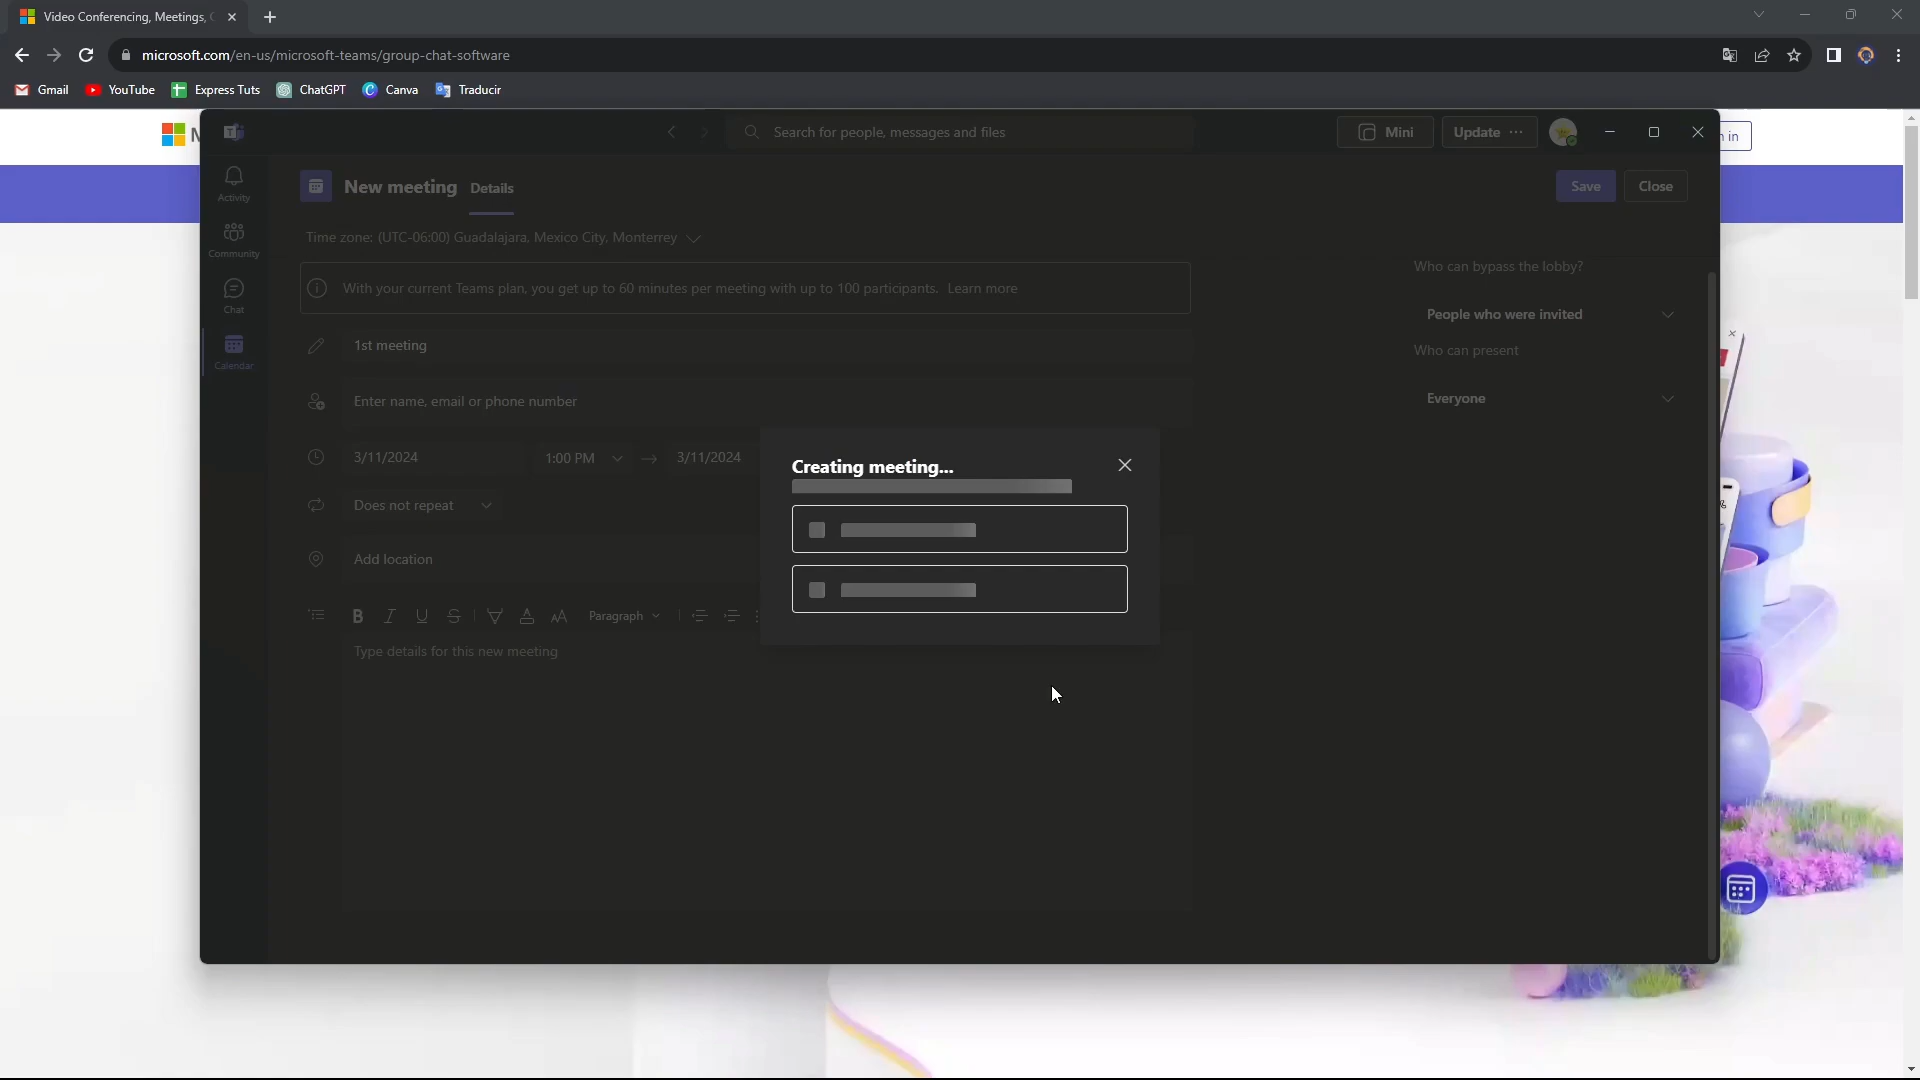 Video Conferencing, Meetings,
microsoft.com/en-us/microsoft-teams/group-chat-software
Gmail
YouTube
Express Tuts
ChatGPT
Canva
Traducir
Search for people, messages and files
Mini
Update
in
Activity
Community
Chat
Calendar
New meeting
Details
Save
Close
Time zone: (UTC-06:00) Guadalajara, Mexico City, Monterrey
With your current Teams plan, you get up to 60 minutes per meeting with up to 100 participants. Learn more
1st meeting
Enter name, email or phone number
3/11/2024
1:00 PM
3/11/2024
Does not repeat
Add location
Paragraph
Type details for this new meeting
Who can bypass the lobby?
People who were invited
Who can present
Everyone
Creating meeting...